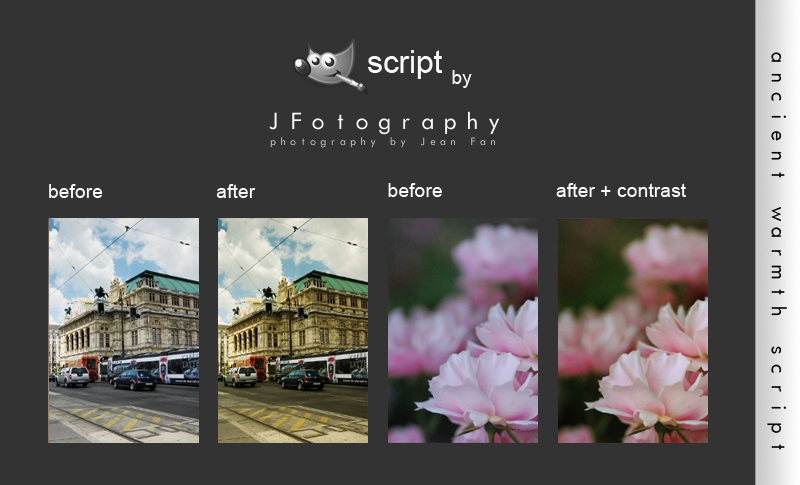 script by
JFotography
photography by Jean Fan
before
after
before
after + contrast
ancient warmth script